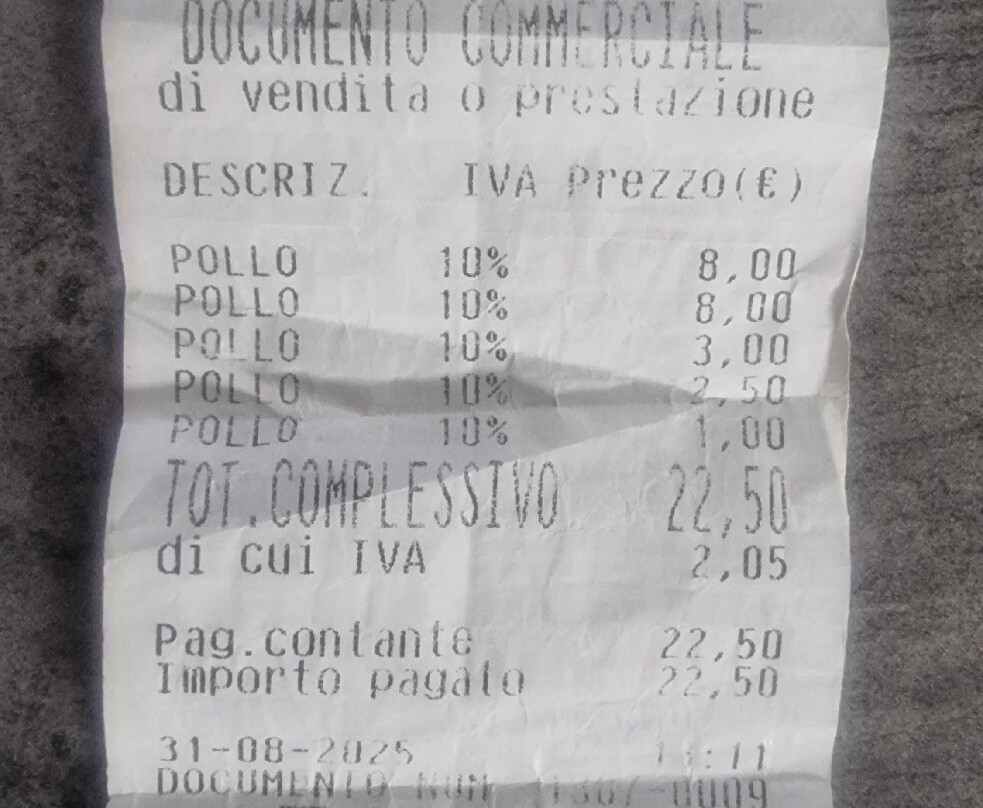 DOCUMENTO COMMERCIALE
di vendita o prestazione
DESCRIZ. IVA Prezzo(€)
POLLO 10% 8,00
POLLO 10% 8,00
POLLO 10% 3,00
POLLO 10% 2,50
POLLO 10% 1,00
TOT.COMPLESSIVO 22,50
di cui IVA 2,05
Pag.contante 22,50
Importo pagato 22,50
31-08-2025
DOCUMENTO NUM